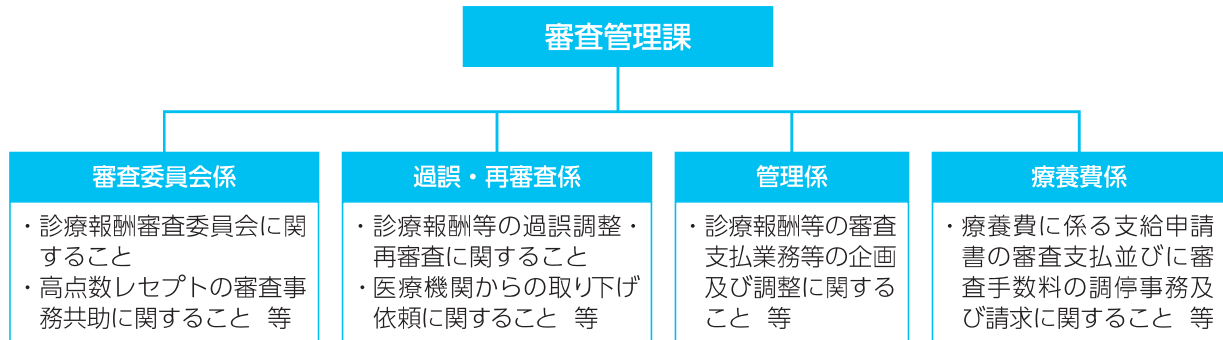 審査管理課
審査委員会係
・診療報酬審査委員会に関
すること
・高点数レセプトの審査事
務共助に関すること 等
過誤・再審査係
・診療報酬等の過誤調整・
再審査に関すること
・医療機関からの取り下げ
依頼に関すること 等
管理係
・診療報酬等の審査
支払業務等の企画
及び調整に関する
こと 等
療養費係
・療養費に係る支給申請
書の審査支払並びに審
査手数料の調停事務及
び請求に関すること 等